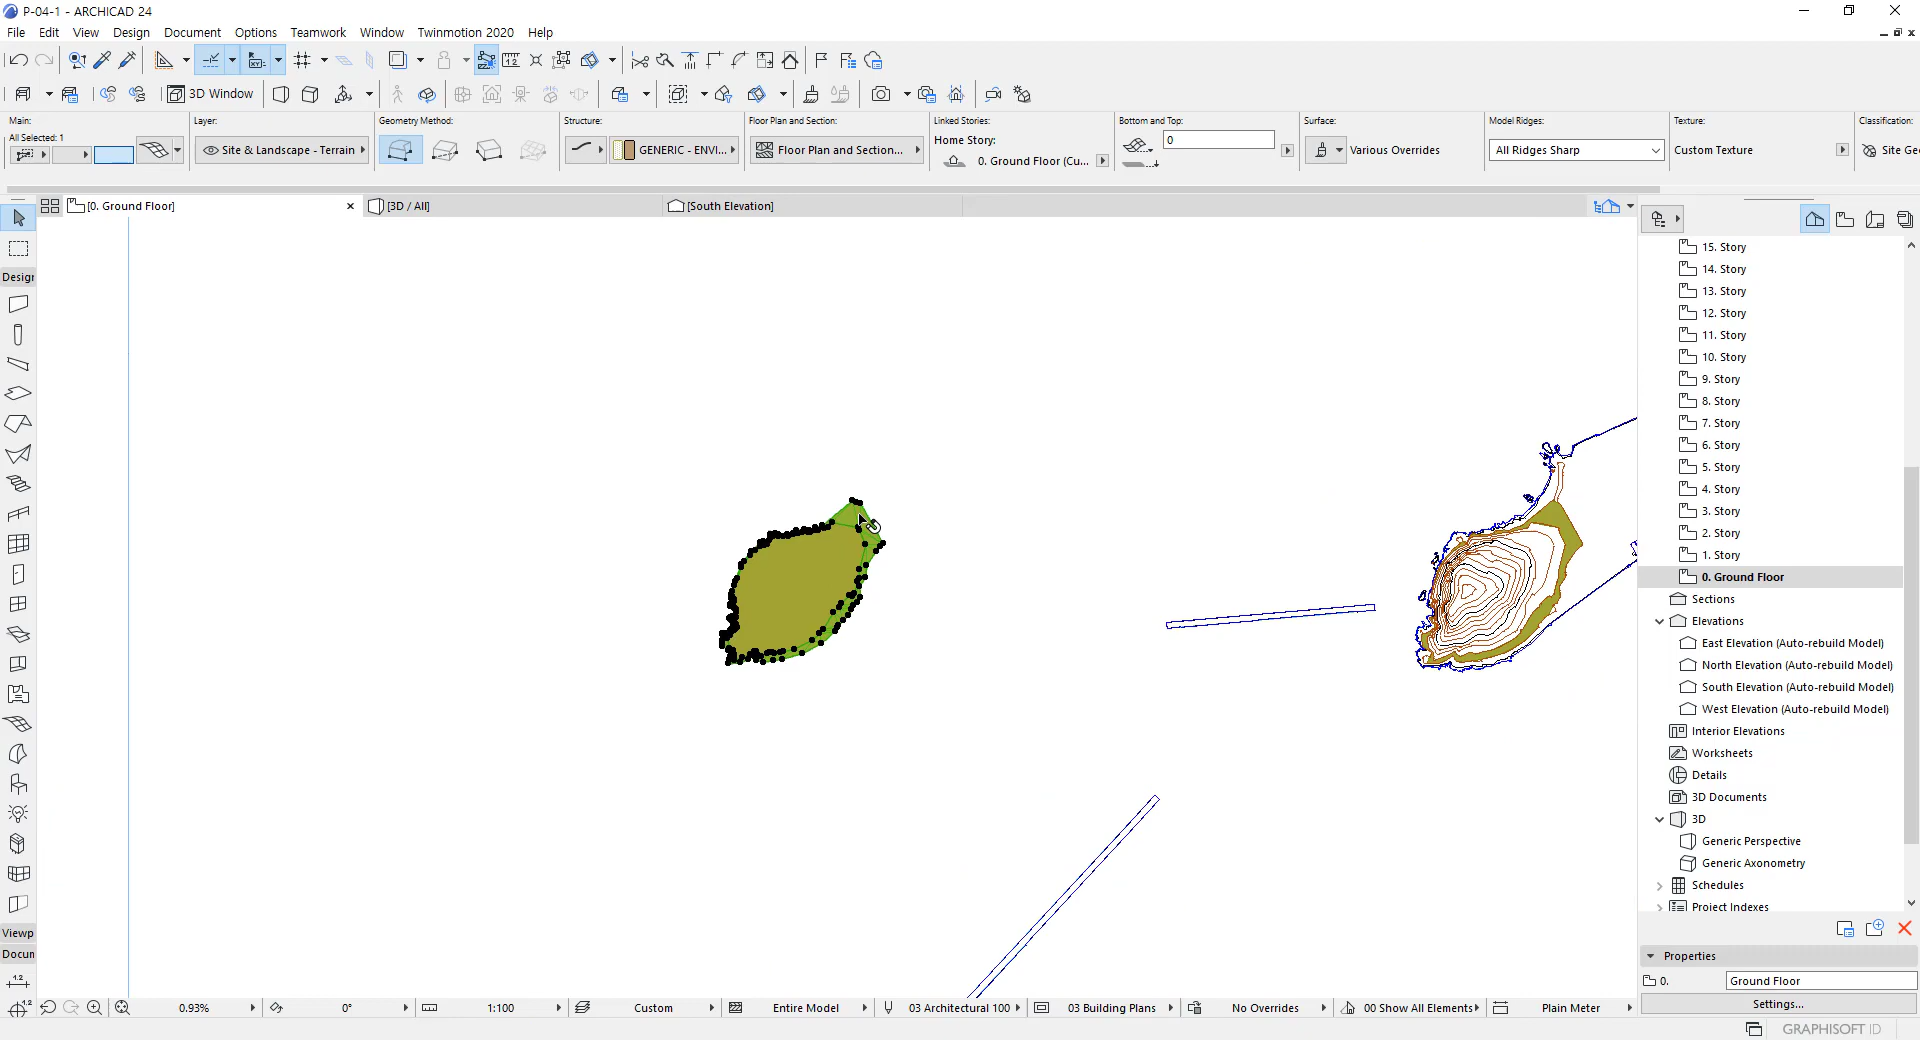 P-04-1 - ARCHICAD 24
File Edit View Design Document Options Teamwork Window Twinmotion 2020 Help
3D Window
Main:
All Selected: 1
Layer:
Site & Landscape - Terrain
Geometry Method:
Structure:
GENERIC - ENVI...
Floor Plan and Section:
Floor Plan and Section...
Linked Stories:
Home Story:
0. Ground Floor (Cu...
Bottom and Top:
0
Surface:
Various Overrides
Model Ridges:
All Ridges Sharp
Texture:
Custom Texture
Classification:
Site Ge
[0. Ground Floor]
[3D / All]
[South Elevation]
Design
Viewp
Docun
1.2
15. Story
14. Story
13. Story
12. Story
11. Story
10. Story
9. Story
8. Story
7. Story
6. Story
5. Story
4. Story
3. Story
2. Story
1. Story
0. Ground Floor
Sections
Elevations
East Elevation (Auto-rebuild Model)
North Elevation (Auto-rebuild Model)
South Elevation (Auto-rebuild Model)
West Elevation (Auto-rebuild Model)
Interior Elevations
Worksheets
Details
3D Documents
3D
Generic Perspective
Generic Axonometry
Schedules
Project Indexes
Properties
0.
Ground Floor
Settings...
0.93%
0°
1:100
Custom
Entire Model
03 Architectural 100
03 Building Plans
No Overrides
00 Show All Elements
Plain Meter
GRAPHISOFT ID